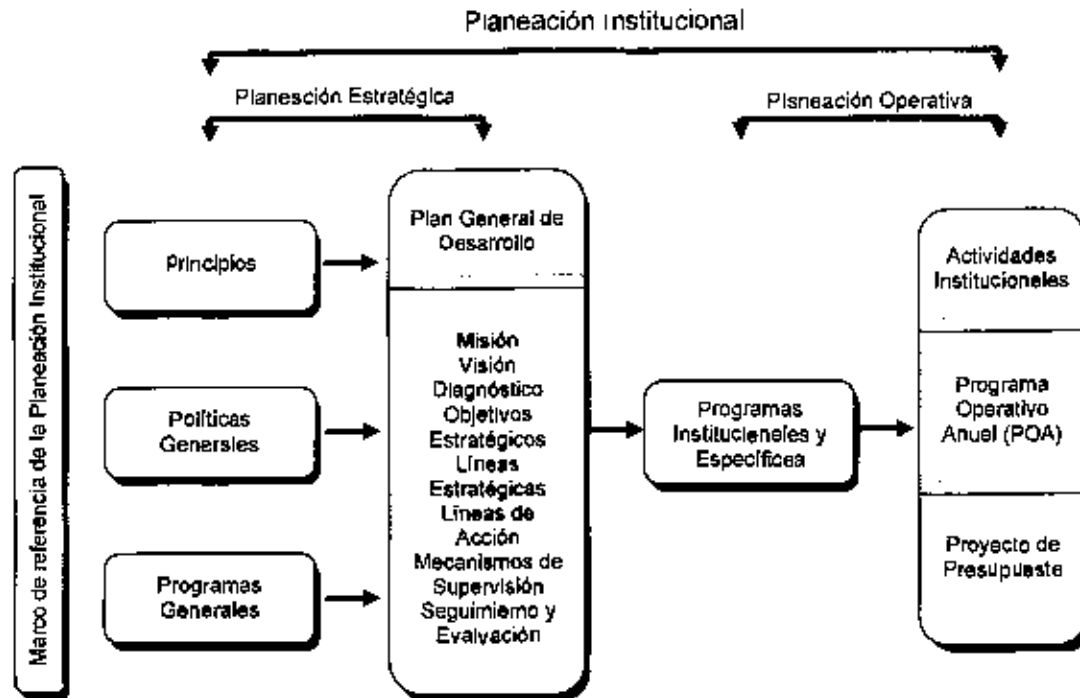 Planeación Institucional
Planesción Estratégica
Plsneación Operativa
Marco de referencia de la Planeación Institucional
Principios
Políticas
Genersles
Programas
Generales
Plan General de
Desarrollo
Misión
Visión
Diagnóstico
Objetivos
Estratégicos
Líneas
Estratégicas
Líneas de
Acción
Mecanismos de
Supervisión
Seguimiemo y
Evalvación
Programas
Institucieneles y
Específicea
Actividades
Institucioneles
Programa
Operativo
Anuel (POA)
Proyecto de
Presupueste